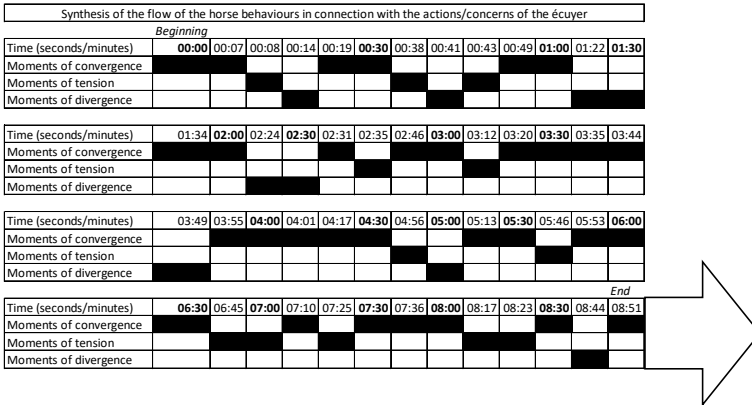 Synthesis of the flow of the horse behaviours in connection with the actions/concerns of the écuyer
Beginning
Time (seconds/minutes) 00:00 00:07 00:08 00:14 00:19 00:30 00:38 00:41 00:43 00:49 01:00 01:22 01:30
Moments of convergence
Moments of tension
Moments of divergence
Time (seconds/minutes) 01:34 02:00 02:24 02:30 02:31 02:35 02:46 03:00 03:12 03:20 03:30 03:35 03:44
Moments of convergence
Moments of tension
Moments of divergence
Time (seconds/minutes) 03:49 03:55 04:00 04:01 04:17 04:30 04:56 05:00 05:13 05:30 05:46 05:53 06:00
Moments of convergence
Moments of tension
Moments of divergence
End
Time (seconds/minutes) 06:30 06:45 07:00 07:10 07:25 07:30 07:36 08:00 08:17 08:23 08:30 08:44 08:51
Moments of convergence
Moments of tension
Moments of divergence